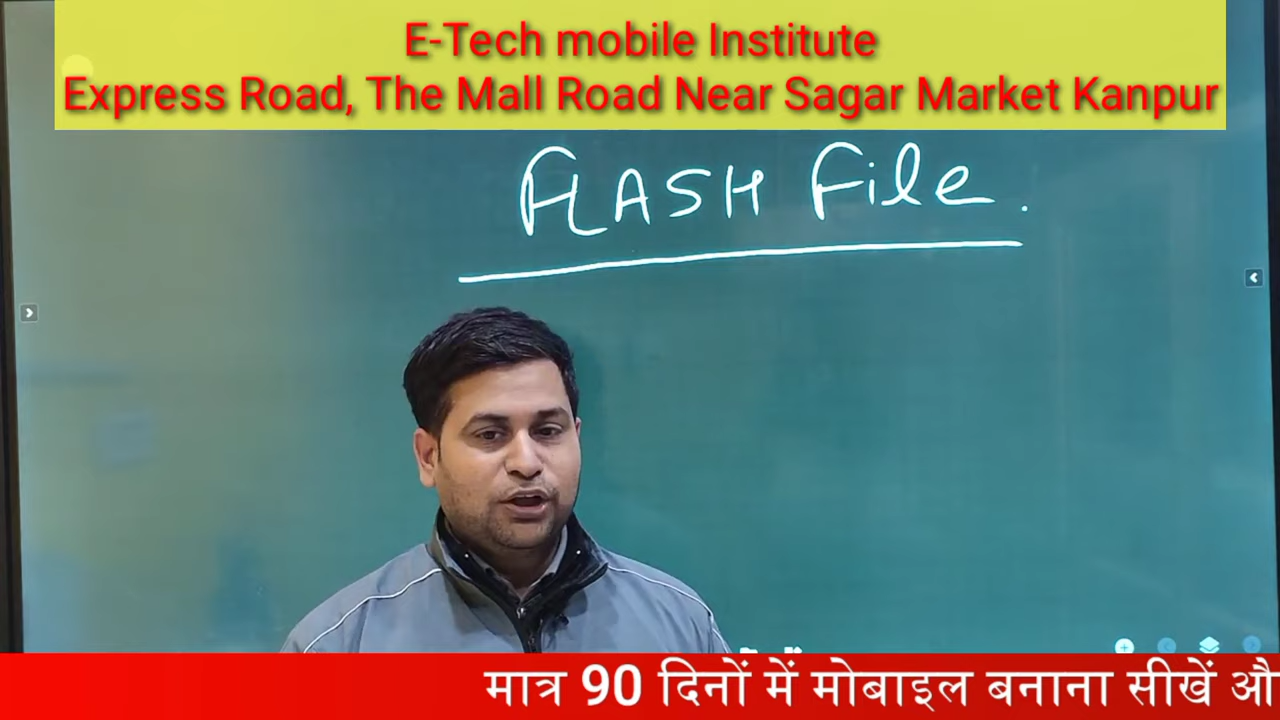 E-Tech mobile Institute
Express Road, The Mall Road Near Sagar Market Kanpur
FLASH File.
मात्र 90 दिनों में मोबाइल बनाना सीखें औ